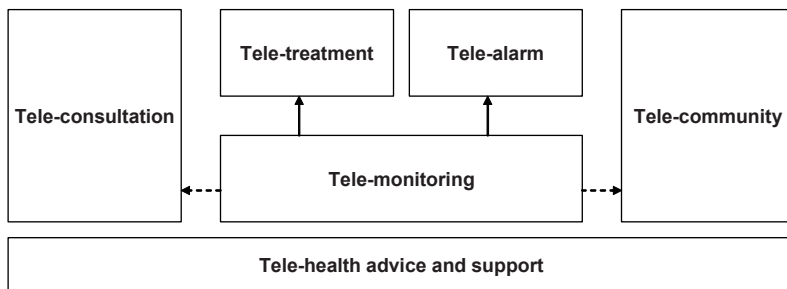 Tele-treatment
Tele-alarm
Tele-consultation
Tele-community
Tele-monitoring
Tele-health advice and support